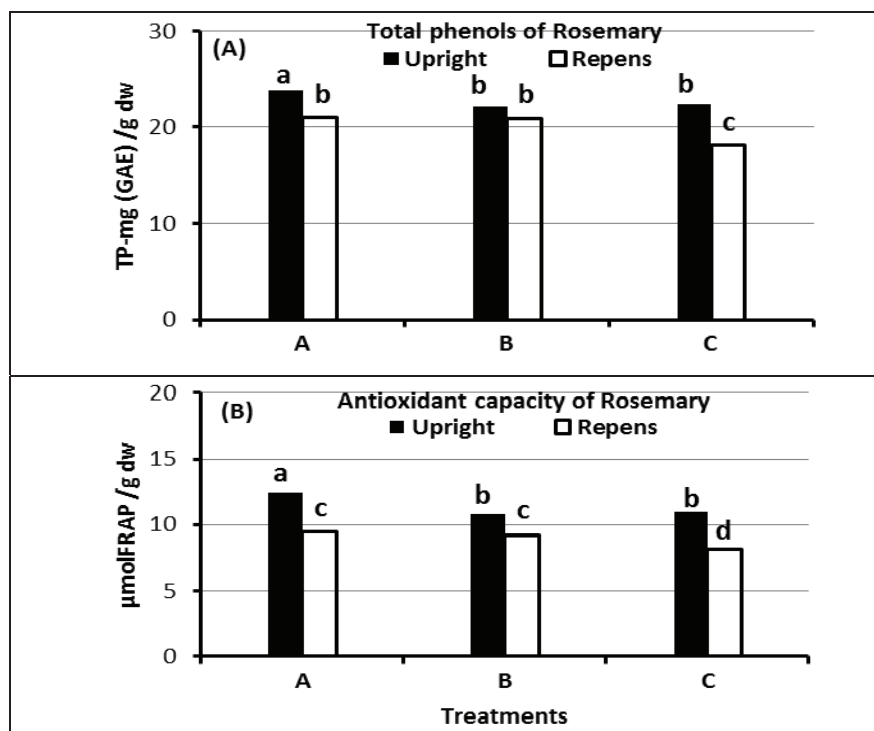 Total phenols of Rosemary
(A)
Upright Repens
TP-mg (GAE) /g dw
30
20
10
0
a b b b b c
A B C
Antioxidant capacity of Rosemary
(B)
Upright Repens
µmolFRAP /g dw
20
15
10
5
0
a c b c b d
A B C
Treatments